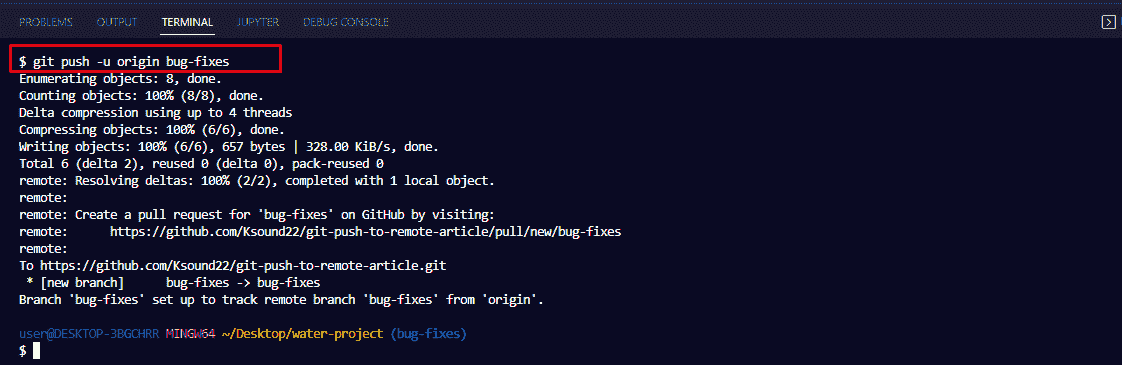 PROBLEMS OUTPUT TERMINAL JUPYTER DEBUG CONSOLE
$ git push -u origin bug-fixes
Enumerating objects: 8, done.
Counting objects: 100% (8/8), done.
Delta compression using up to 4 threads
Compressing objects: 100% (6/6), done.
Writing objects: 100% (6/6), 657 bytes | 328.00 KiB/s, done.
Total 6 (delta 2), reused 0 (delta 0), pack-reused 0
remote: Resolving deltas: 100% (2/2), completed with 1 local object.
remote:
remote: Create a pull request for 'bug-fixes' on GitHub by visiting:
remote:      https://github.com/Ksound22/git-push-to-remote-article/pull/new/bug-fixes
remote:
To https://github.com/Ksound22/git-push-to-remote-article.git
 * [new branch]      bug-fixes -> bug-fixes
Branch 'bug-fixes' set up to track remote branch 'bug-fixes' from 'origin'.
user@DESKTOP-3BGCHRR MINGW64 ~/Desktop/water-project (bug-fixes)
$